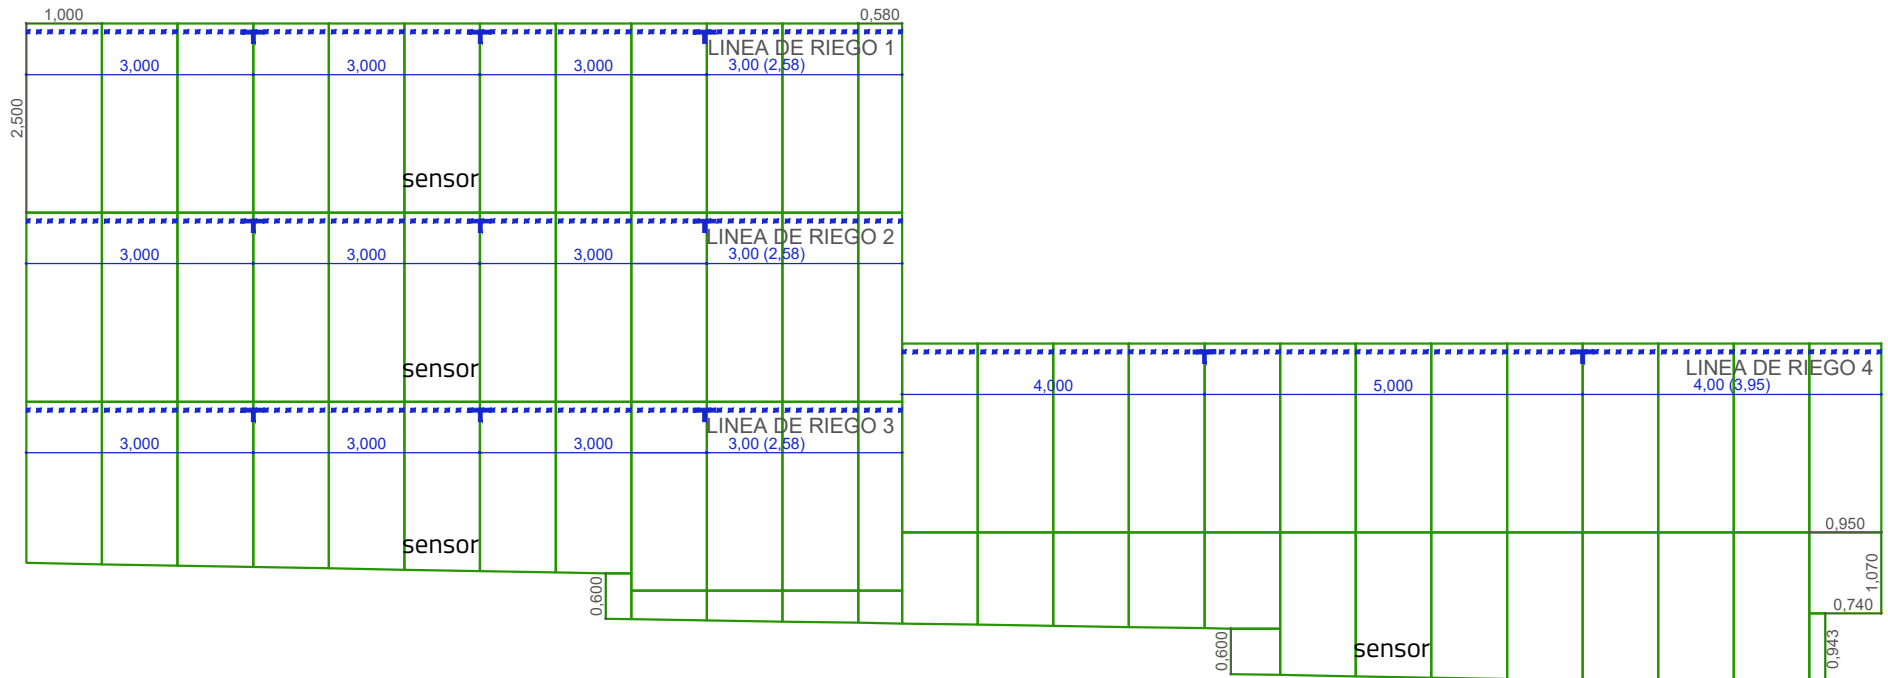 1,000 0,580
LINEA DE RIEGO 1
3,000 3,000 3,000 3,00 (2,58)
2,500
sensor
LINEA DE RIEGO 2
3,000 3,000 3,000 3,00 (2,58)
sensor
LINEA DE RIEGO 4
4,000 5,000 4,00 (3,95)
LINEA DE RIEGO 3
3,000 3,000 3,000 3,00 (2,58)
0,950
sensor
1,070
0,600
0,740
0,600
sensor
0,943